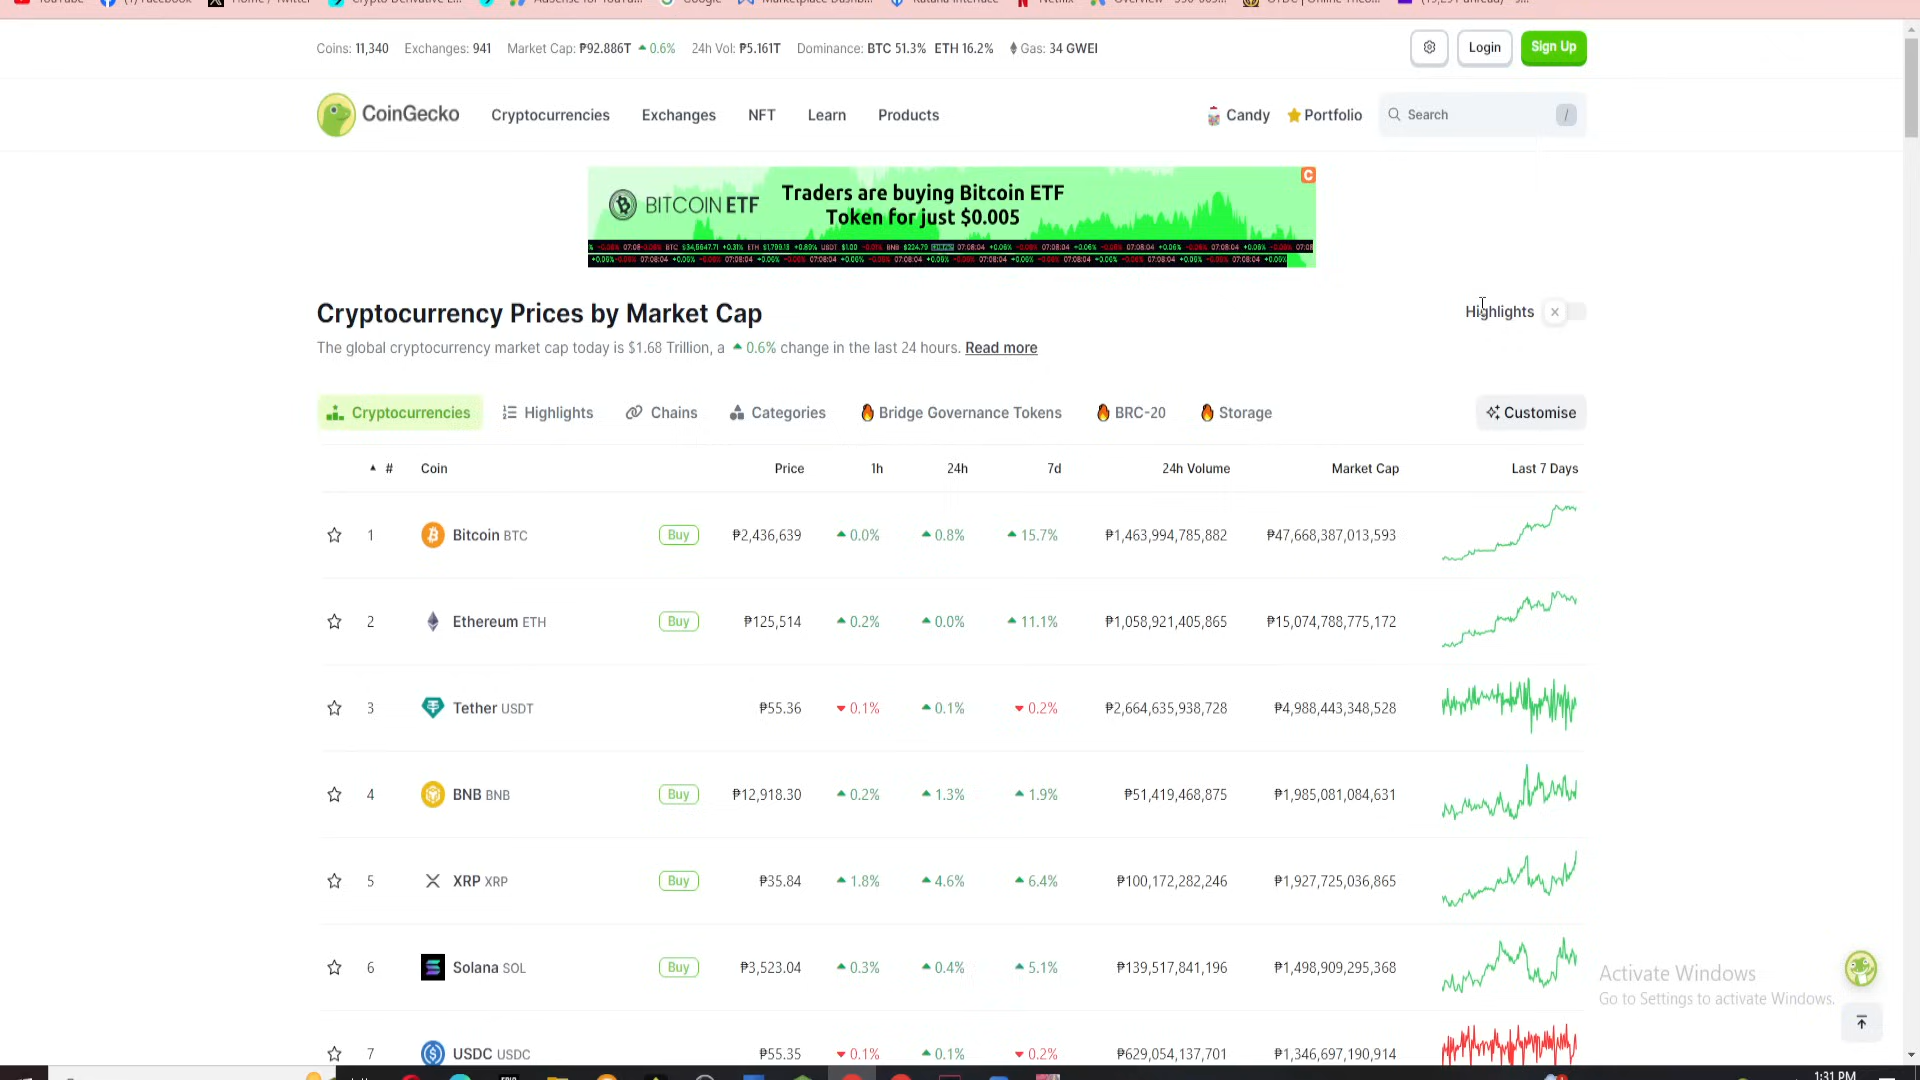 Coins: 11,340 Exchanges: 941 Market Cap: ₱92.886T 0.6% 24h Vol: ₱5.161T Dominance: BTC 51.3% ETH 16.2% Gas: 34 GWEI
Login
Sign Up
CoinGecko
Cryptocurrencies Exchanges NFT Learn Products
Candy Portfolio
Search /
BITCOIN ETF
Traders are buying Bitcoin ETF
Token for just $0.005
Cryptocurrency Prices by Market Cap
Highlights
The global cryptocurrency market cap today is $1.68 Trillion, a 0.6% change in the last 24 hours. Read more
Cryptocurrencies Highlights Chains Categories Bridge Governance Tokens BRC-20 Storage Customise
# Coin Price 1h 24h 7d 24h Volume Market Cap Last 7 Days
1 Bitcoin BTC Buy ₱2,436,639 0.0% 0.8% 15.7% ₱1,463,994,785,882 ₱47,668,387,013,593
2 Ethereum ETH Buy ₱125,514 0.2% 0.0% 11.1% ₱1,058,921,405,865 ₱15,074,788,775,172
3 Tether USDT ₱55.36 0.1% 0.1% 0.2% ₱2,664,635,938,728 ₱4,988,443,348,528
4 BNB BNB Buy ₱12,918.30 0.2% 1.3% 1.9% ₱51,419,468,875 ₱1,985,081,084,631
5 XRP XRP Buy ₱35.84 1.8% 4.6% 6.4% ₱100,172,282,246 ₱1,927,725,036,865
6 Solana SOL Buy ₱3,523.04 0.3% 0.4% 5.1% ₱139,517,841,196 ₱1,498,909,295,368
Activate Windows
Go to Settings to activate Windows.
7 USDC USDC ₱55.35 0.1% 0.1% 0.2% ₱629,054,137,701 ₱1,346,697,190,914
1:31 PM